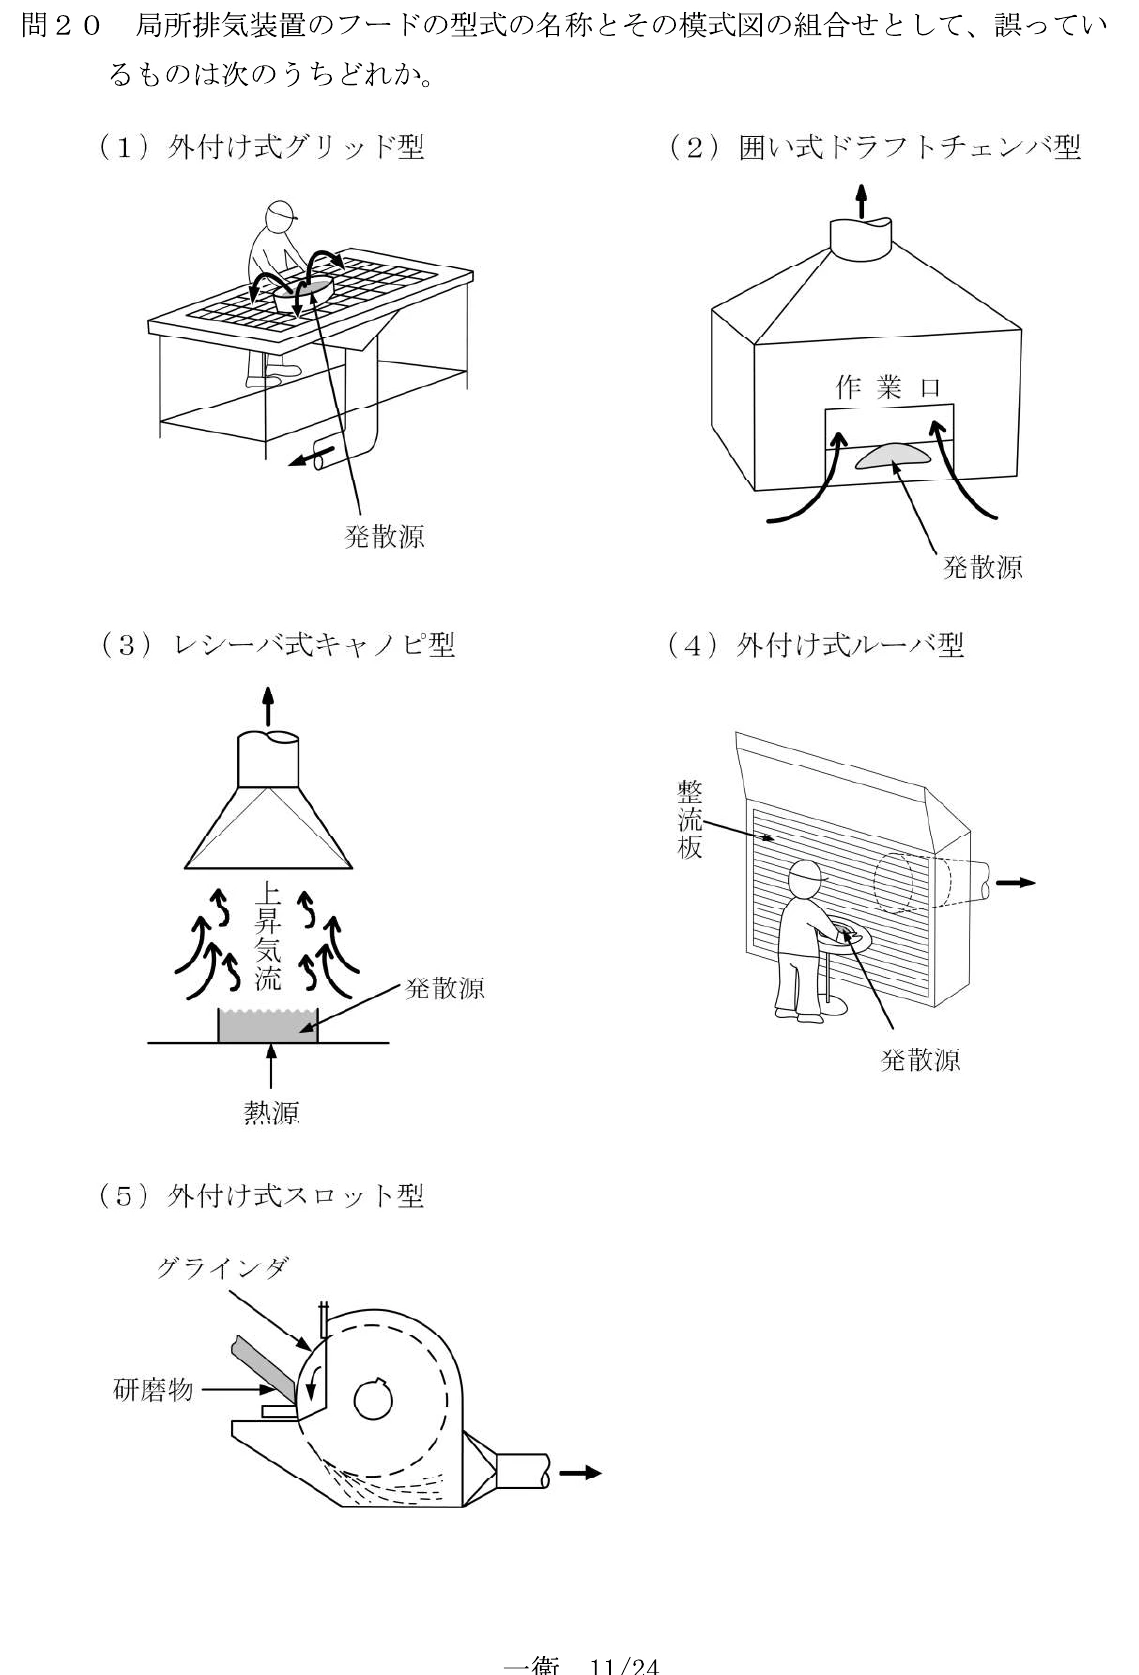 問２０　局所排気装置のフードの型式の名称とその模式図の組合せとして、誤ってい
るものは次のうちどれか。
（１）外付け式グリッド型
発散源
（２）囲い式ドラフトチェンバ型
作業口
発散源
（３）レシーバ式キャノピ型
上昇気流
発散源
熱源
（４）外付け式ルーバ型
整流板
発散源
（５）外付け式スロット型
グラインダ
研磨物
一衛　11/24